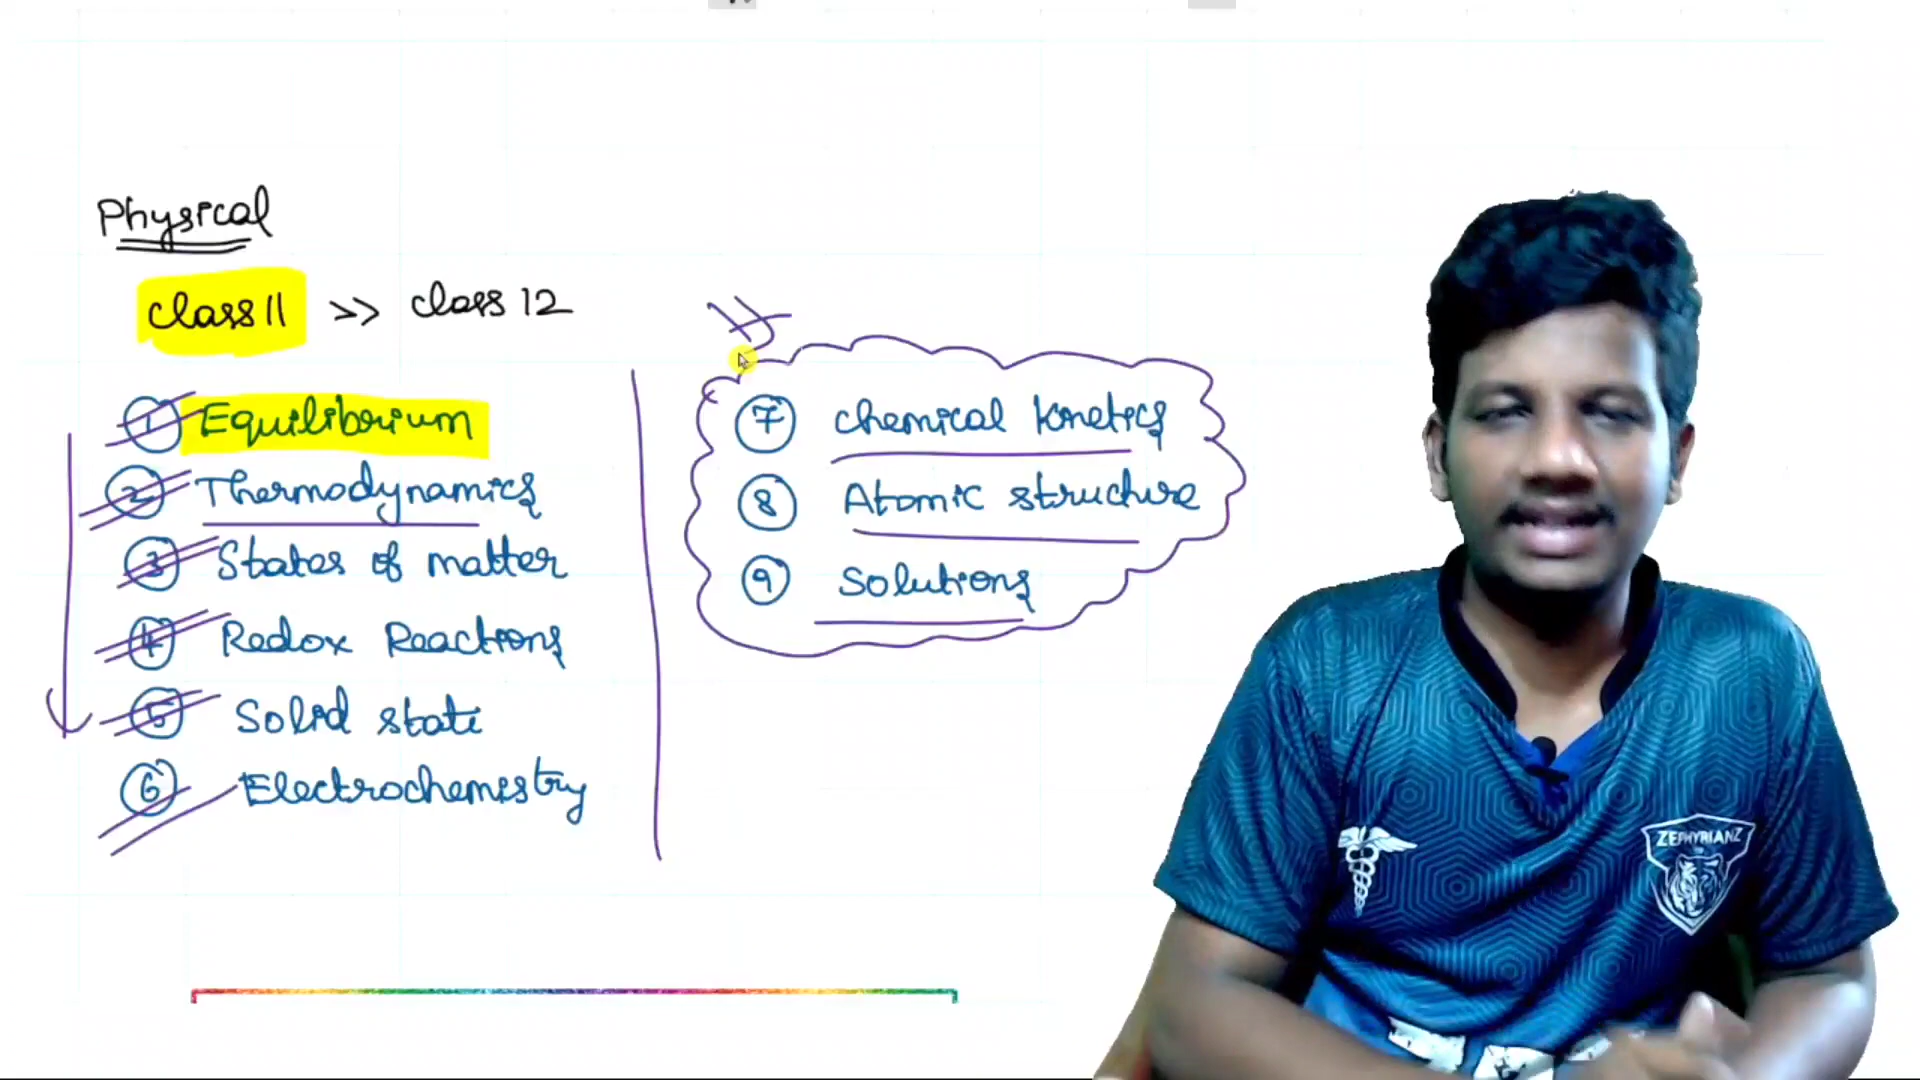 Physical
Class 11 >> Class 12
1 Equilibrium
2 Thermodynamics
3 States of matter
4 Redox Reactions
5 Solid state
6 Electrochemistry
7 Chemical kinetics
8 Atomic structure
9 Solutions
ZEPHYRIANZ